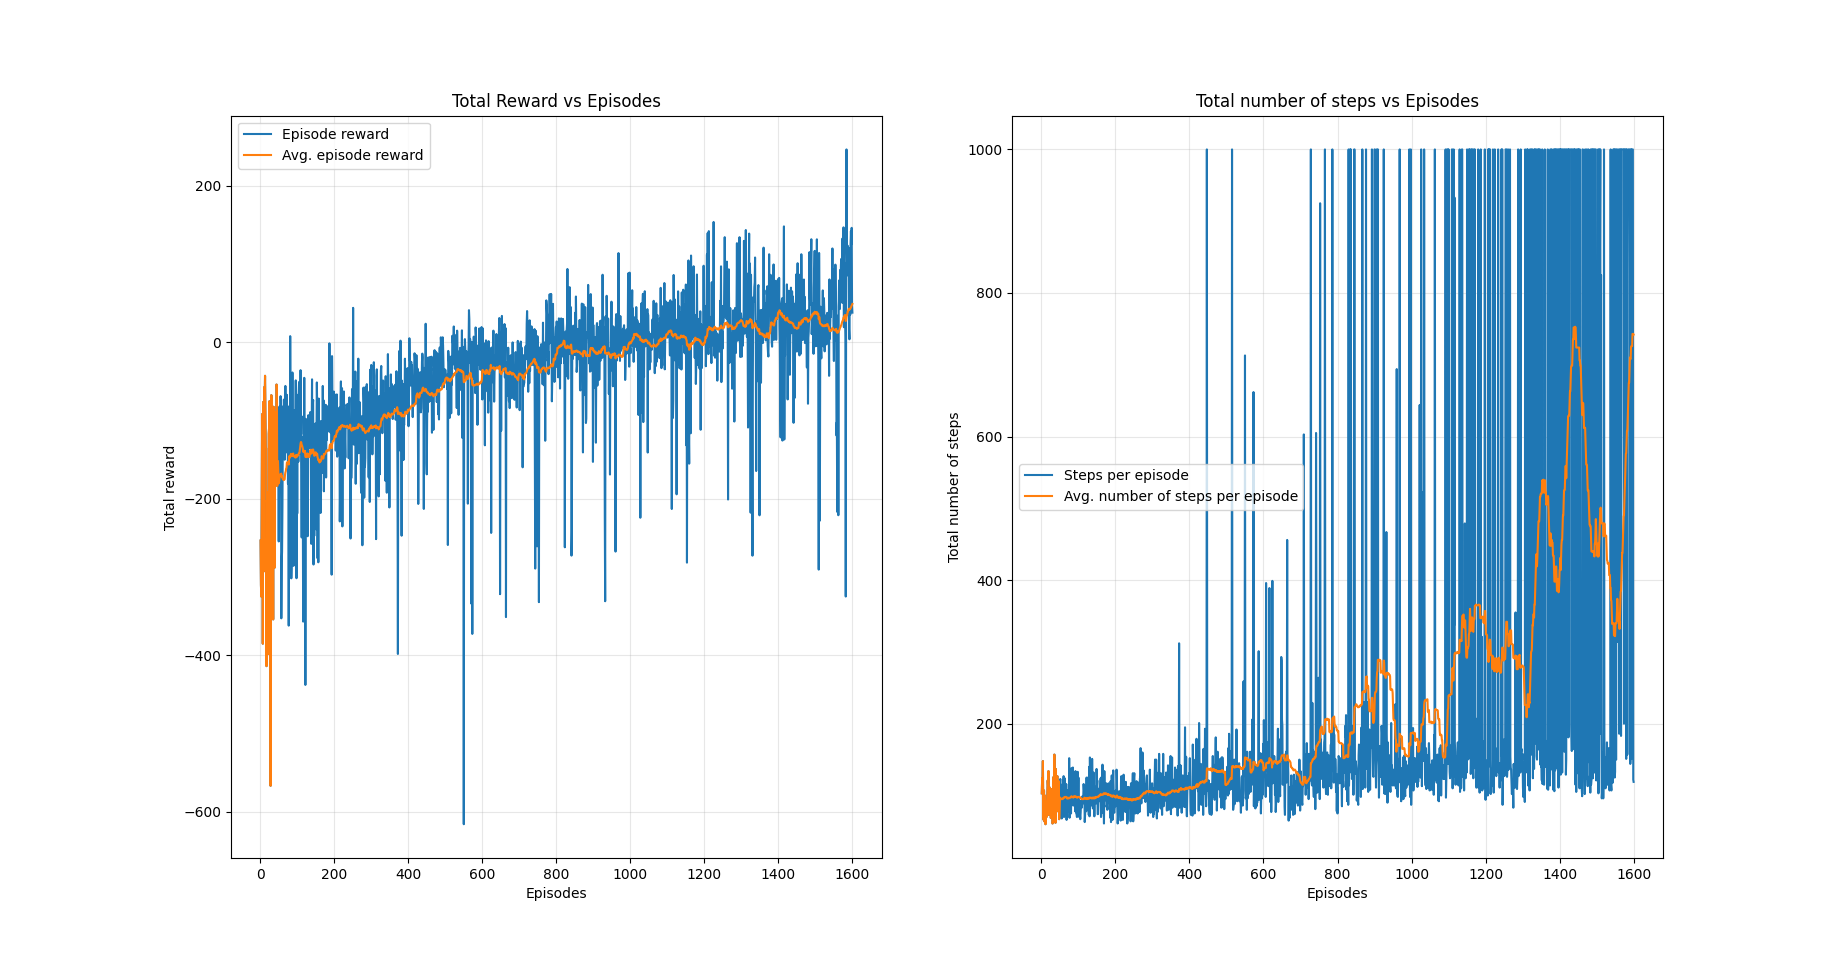 Total Reward vs Episodes
Episode reward
Avg. episode reward
200
0
−200
−400
−600
Total reward
0 200 400 600 800 1000 1200 1400 1600
Episodes
Total number of steps vs Episodes
1000
800
600
400
200
Steps per episode
Avg. number of steps per episode
Total number of steps
0 200 400 600 800 1000 1200 1400 1600
Episodes